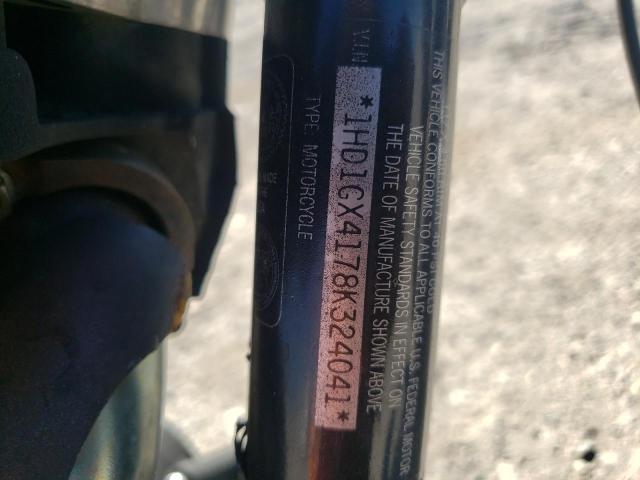 THIS VEHICLE CONFORMS TO ALL APPLICABLE U.S. FEDERAL MOTOR
VEHICLE SAFETY STANDARDS IN EFFECT ON
THE DATE OF MANUFACTURE SHOWN ABOVE
VIN
*1HD1GX4178K324041*
TYPE: MOTORCYCLE